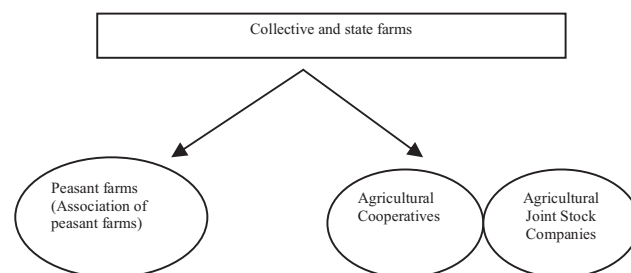 Collective and state farms
Peasant farms
(Association of
peasant farms)
Agricultural
Cooperatives
Agricultural
Joint Stock
Companies